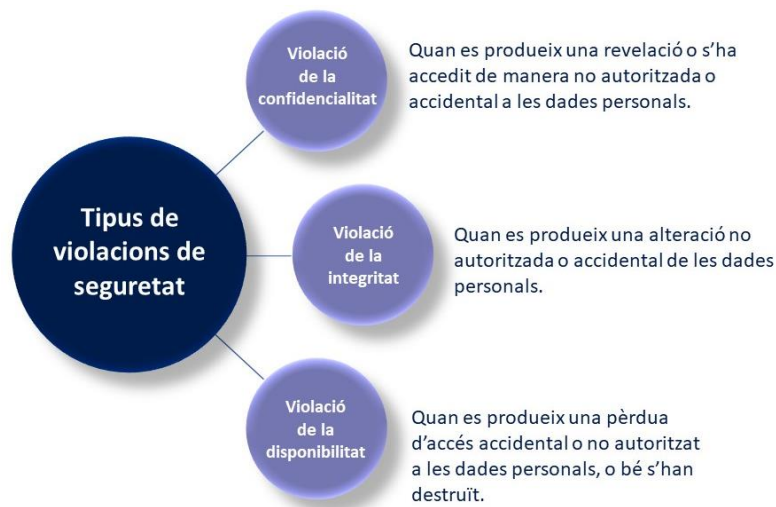 Tipus de
violacions de
seguretat
Violació
de la
confidencialitat
Quan es produeix una revelació o s’ha
accedit de manera no autoritzada o
accidental a les dades personals.
Violació
de la
integritat
Quan es produeix una alteració no
autoritzada o accidental de les dades
personals.
Violació
de la
disponibilitat
Quan es produeix una pèrdua
d’accés accidental o no autoritzat
a les dades personals, o bé s’han
destruït.